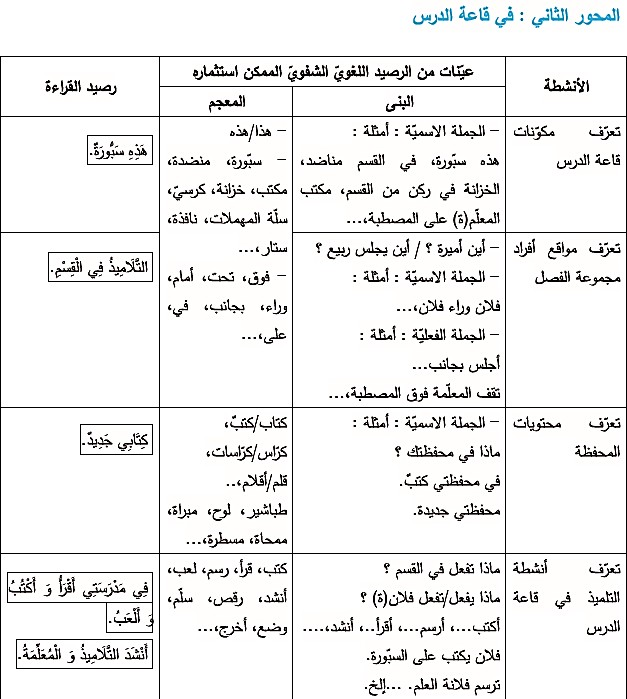 المحور الثاني : في قاعة الدرس
الأنشطة
عيّنات من الرصيد اللغويّ الشفويّ الممكن استثماره
رصيد القراءة
البنى
المعجم
تعرّف مكوّنات
قاعة الدرس
– الجملة الاسميّة : أمثلة :
هذه سبّورة، في القسم مناضد،
الخزانة في ركن من القسم، مكتب
المعلّم(ة) على المصطبة،...
– هذا/هذه
– سبّورة، منضدة،
مكتب، خزانة، كرسيّ،
سلّة المهملات، نافذة،
ستار،...
– فوق، تحت، أمام،
وراء، بجانب، في،
على،...
هَذِهِ سَبُّورَةٌ.
تعرّف مواقع أفراد
مجموعة الفصل
– أين أميرة ؟ / أين يجلس ربيع ؟
– الجملة الاسميّة : أمثلة :
فلان وراء فلان،...
– الجملة الفعليّة : أمثلة :
أجلس بجانب...
تقف المعلّمة فوق المصطبة،...
التَّلَامِيذُ فِي الْقِسْمِ.
تعرّف محتويات
المحفظة
– الجملة الاسميّة : أمثلة :
ماذا في محفظتك ؟
في محفظتي كتبٌ.
محفظتي جديدة.
كتاب/كتبٌ،
كرّاس/كرّاسات،
قلم/أقلام،..
طباشير، لوح، مبراة،
ممحاة، مسطرة،...
كِتَابِي جَدِيدٌ.
تعرّف أنشطة
التلميذ في قاعة
الدرس
ماذا تفعل في القسم ؟
ماذا يفعل/تفعل فلان(ة) ؟
أكتب...، أرسم...، أقرأ..، أنشد،....
فلان يكتب على السبّورة.
ترسم فلانة العلم. ...إلخ.
كتب، قرأ، رسم، لعب،
أنشد، رقص، سلّم،
وضع، أخرج،...
فِي مَدْرَسَتِي أَقْرَأُ وَ أَكْتُبُ
وَ أَلْعَبُ.
أَنْشَدَ التَّلَامِيذُ وَ الْمُعَلِّمَةُ.